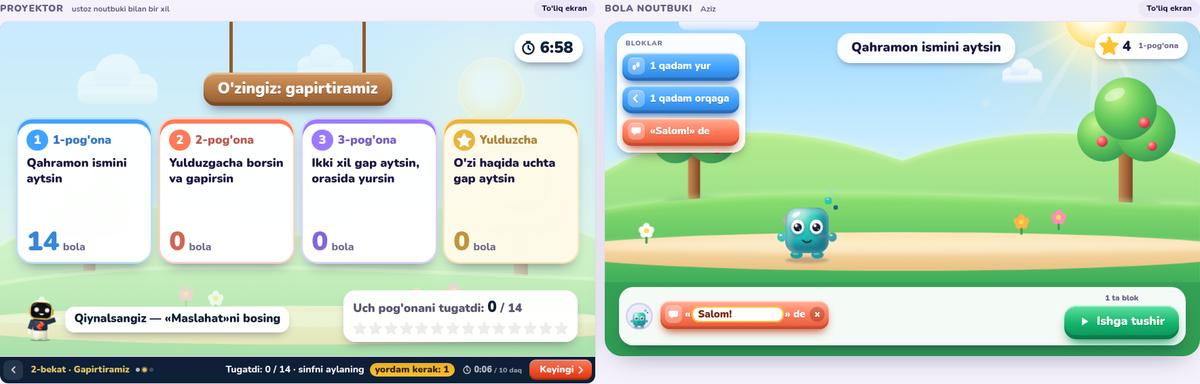 PROYEKTOR ustoz noutbuki bilan bir xil
To'liq ekran
6:58
O'zingiz: gapirtiramiz
1 1-pog'ona
Qahramon ismini
aytsin
14 bola
2 2-pog'ona
Yulduzgacha borsin
va gapirsin
0 bola
3 3-pog'ona
Ikki xil gap aytsin,
orasida yursin
0 bola
Yulduzcha
O'zi haqida uchta
gap aytsin
0 bola
Qiynalsangiz — «Maslahat»ni bosing
Uch pog'onani tugatdi: 0 / 14
2-bekat · Gapirtiramiz
Tugatdi: 0 / 14 · sinfni aylaning
yordam kerak: 1
0:06 / 10 daq
Keyingi
BOLA NOUTBUKI Aziz
To'liq ekran
BLOKLAR
1 qadam yur
1 qadam orqaga
«Salom!» de
Qahramon ismini aytsin
4 1-pog'ona
« Salom! » de
1 ta blok
Ishga tushir